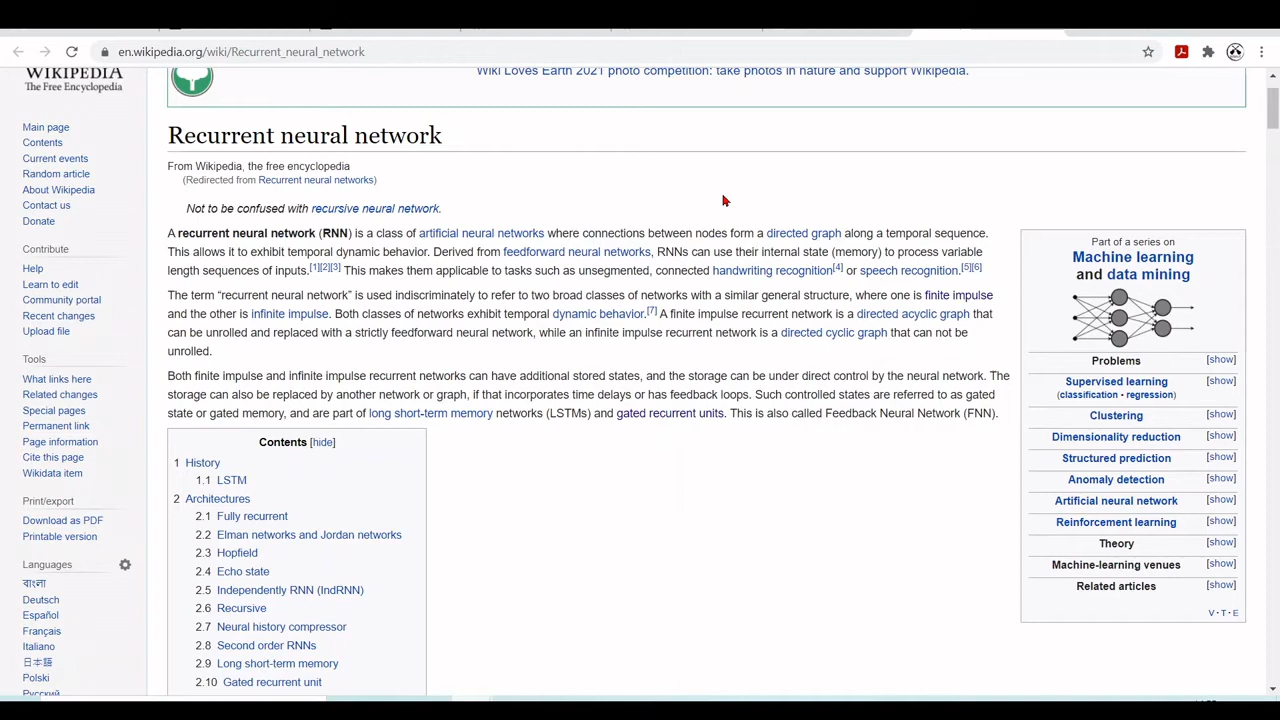 en.wikipedia.org/wiki/Recurrent_neural_network
WIKIPEDIA
The Free Encyclopedia
Main page
Contents
Current events
Random article
About Wikipedia
Contact us
Donate
Contribute
Help
Learn to edit
Community portal
Recent changes
Upload file
Tools
What links here
Related changes
Special pages
Permanent link
Page information
Cite this page
Wikidata item
Print/export
Download as PDF
Printable version
Languages
বাংলা
Deutsch
Español
Français
Italiano
日本語
Polski
Русский
Wiki Loves Earth 2021 photo competition: take photos in nature and support Wikipedia.
Recurrent neural network
From Wikipedia, the free encyclopedia
(Redirected from Recurrent neural networks)
Not to be confused with recursive neural network.
A recurrent neural network (RNN) is a class of artificial neural networks where connections between nodes form a directed graph along a temporal sequence.
This allows it to exhibit temporal dynamic behavior. Derived from feedforward neural networks, RNNs can use their internal state (memory) to process variable
length sequences of inputs.[1][2][3] This makes them applicable to tasks such as unsegmented, connected handwriting recognition[4] or speech recognition.[5][6]
The term “recurrent neural network” is used indiscriminately to refer to two broad classes of networks with a similar general structure, where one is finite impulse
and the other is infinite impulse. Both classes of networks exhibit temporal dynamic behavior.[7] A finite impulse recurrent network is a directed acyclic graph that
can be unrolled and replaced with a strictly feedforward neural network, while an infinite impulse recurrent network is a directed cyclic graph that can not be
unrolled.
Both finite impulse and infinite impulse recurrent networks can have additional stored states, and the storage can be under direct control by the neural network. The
storage can also be replaced by another network or graph, if that incorporates time delays or has feedback loops. Such controlled states are referred to as gated
state or gated memory, and are part of long short-term memory networks (LSTMs) and gated recurrent units. This is also called Feedback Neural Network (FNN).
Contents [hide]
1 History
1.1 LSTM
2 Architectures
2.1 Fully recurrent
2.2 Elman networks and Jordan networks
2.3 Hopfield
2.4 Echo state
2.5 Independently RNN (IndRNN)
2.6 Recursive
2.7 Neural history compressor
2.8 Second order RNNs
2.9 Long short-term memory
2.10 Gated recurrent unit
Part of a series on
Machine learning
and data mining
Problems [show]
Supervised learning [show]
(classification • regression)
Clustering [show]
Dimensionality reduction [show]
Structured prediction [show]
Anomaly detection [show]
Artificial neural network [show]
Reinforcement learning [show]
Theory [show]
Machine-learning venues [show]
Related articles [show]
V · T · E